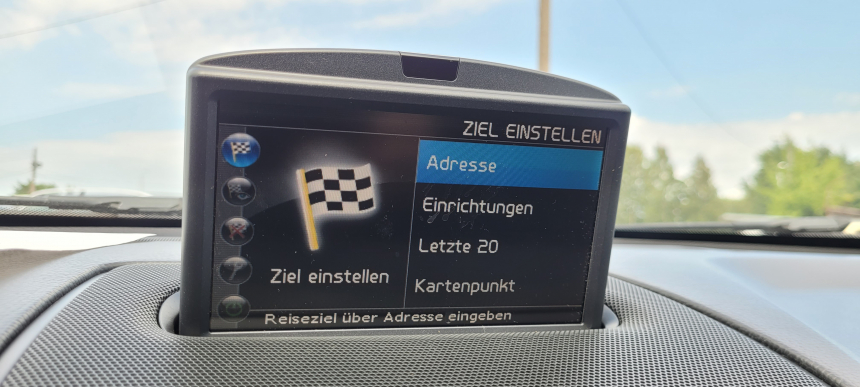 ZIEL EINSTELLEN
Adresse
Einrichtungen
Letzte 20
Kartenpunkt
Ziel einstellen
Reiseziel über Adresse eingeben